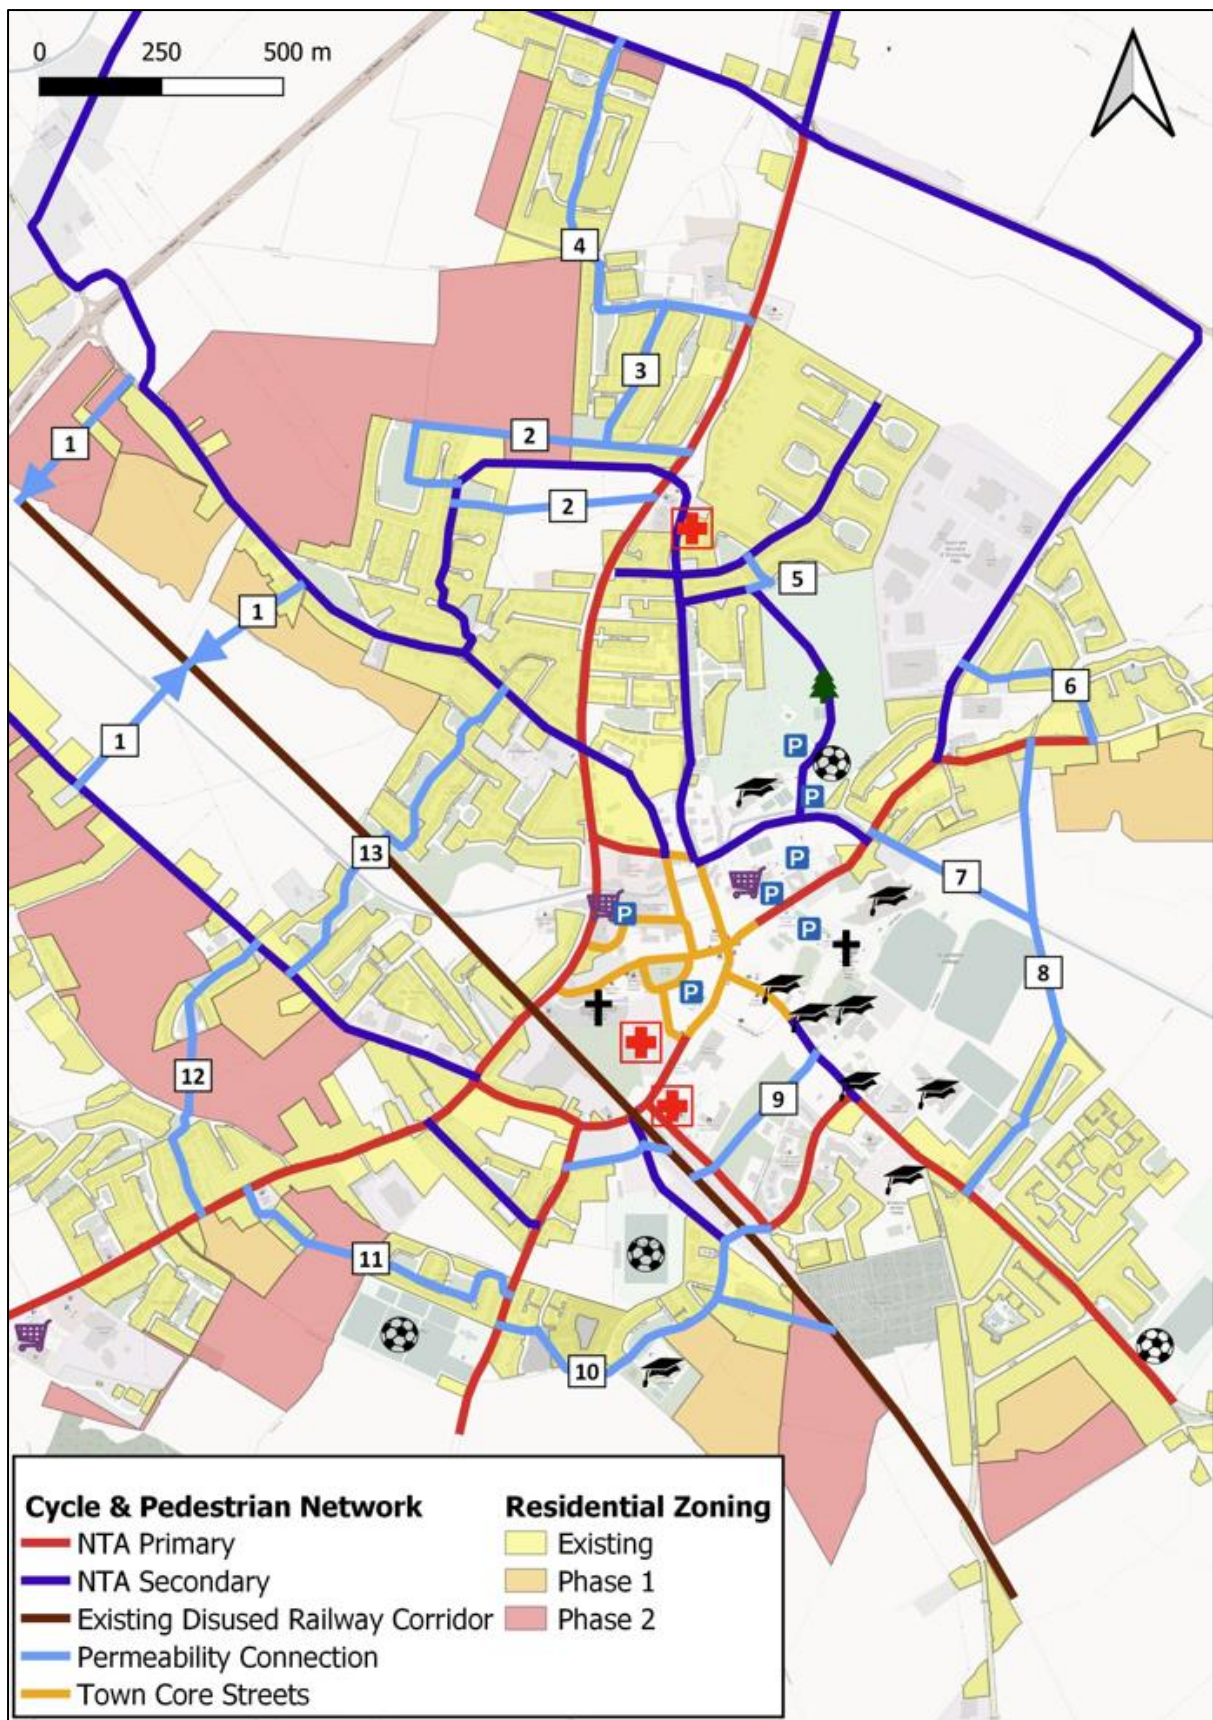 0 250 500 m
4
3
1
2
2
5
1
6
1
P
P
13
P
7
P
P
P
8
P
12
9
11
10
Cycle & Pedestrian Network
NTA Primary
NTA Secondary
Existing Disused Railway Corridor
Permeability Connection
Town Core Streets
Residential Zoning
Existing
Phase 1
Phase 2